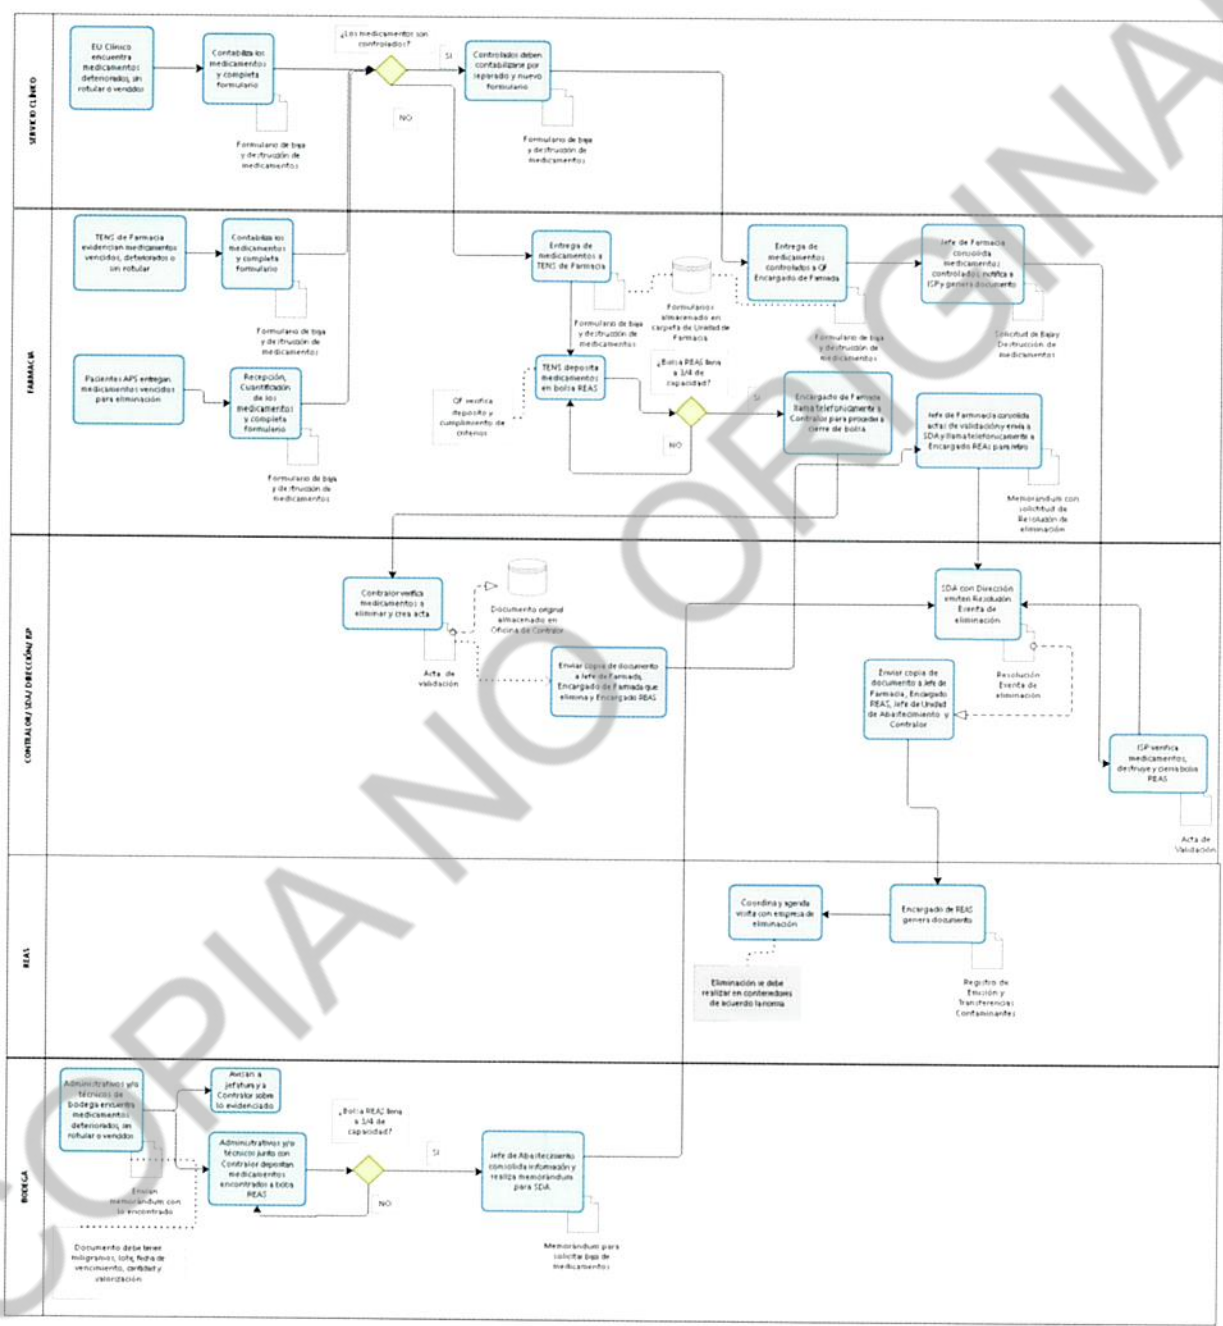 SERVICIO CLÍNICO
EU Clínico
encuentra
medicamentos
deteriorados, sin
rotular o vencidos
Contabiliza los
medicamentos
y completa
formulario
Formulario de baja
y destrucción de
medicamentos
¿Los medicamentos son
controlados?
SI
NO
Controlados deben
contabilizarse por
separado y nuevo
formulario
Formulario de baja
y destrucción de
medicamentos
FARMACIA
TENS de Farmacia
evidencian medicamentos
vencidos, deteriorados o
sin rotular
Contabiliza los
medicamentos
y completa
formulario
Formulario de baja
y destrucción de
medicamentos
Pacientes APS entregan
medicamentos vencidos
para eliminación
Recepción,
Cuantificación
de los
medicamentos
y completa
formulario
Formulario de baja
y destrucción de
medicamentos
Entrega de
medicamentos a
TENS de Farmacia
Formulario de baja
y destrucción de
medicamentos
Formularios
almacenado en
carpeta de Unidad de
Farmacia
Entrega de
medicamentos
controlados a QF
Encargado de Farmacia
Formulario de baja
y destrucción de
medicamentos
Jefe de Farmacia
consolida
medicamentos
controlados, notifica a
ISP y genera documento
Solicitud de Baja y
Destrucción de
medicamentos
QF verifica
deposito y
cumplimiento de
criterios
TENS deposita
medicamentos
en bolsa REAS
¿Bolsa REAS llena
a 3/4 de
capacidad?
SI
NO
Encargado de Farmacia
llama telefonicamente a
Contralor para proceder a
cierre de bolsa
Jefe de Farmacia consolida
actas de validación y envía a
SDA y llama telefonicamente a
Encargado REAs para retiro
Memorándum con
solicitud de
Resolución de
eliminación
CONTRALOR/ SDA/ DIRECCIÓN/ ISP
Contralor verifica
medicamentos a
eliminar y crea acta
Acta de
validación
Documento original
almacenado en
Oficina de Contralor
Enviar copia de documento
a Jefe de Farmacia,
Encargado de Farmacia que
elimina y Encargado REAS
SDA con Dirección
emiten Resolución
Exenta de
eliminación
Resolución
Exenta de
eliminación
Enviar copia de
documento a Jefe de
Farmacia, Encargado
REAS, Jefe de Unidad
de Abastecimiento y
Contralor
ISP verifica
medicamentos,
destruye y cierra bolsa
REAS
Acta de
Validación
REAS
Coordina y agenda
visita con empresa de
eliminación
Eliminación se debe
realizar en contenedores
de acuerdo la norma
Encargado de REAS
genera documento
Registro de
Emisión y
Transferencias
Contaminantes
BODEGA
Administrativos y/o
técnicos de
bodega encuentra
medicamentos
deteriorados, sin
rotular o vencidos
Envian
memorándum con
lo encontrado
Documento debe tener
miligramos, lote, fecha de
vencimiento, cantidad y
valorización
Avisan a
jefatura y a
Contralor sobre
lo evidenciado
Administrativos y/o
técnicos junto con
Contralor depositan
medicamentos
encontrados a bolsa
REAS
¿Bolsa REAS llena
a 3/4 de
capacidad?
SI
NO
Jefe de Abastecimiento
consolida información y
realiza memorándum
para SDA
Memorándum para
solicitar baja de
medicamentos
COPIA NO ORIGINA